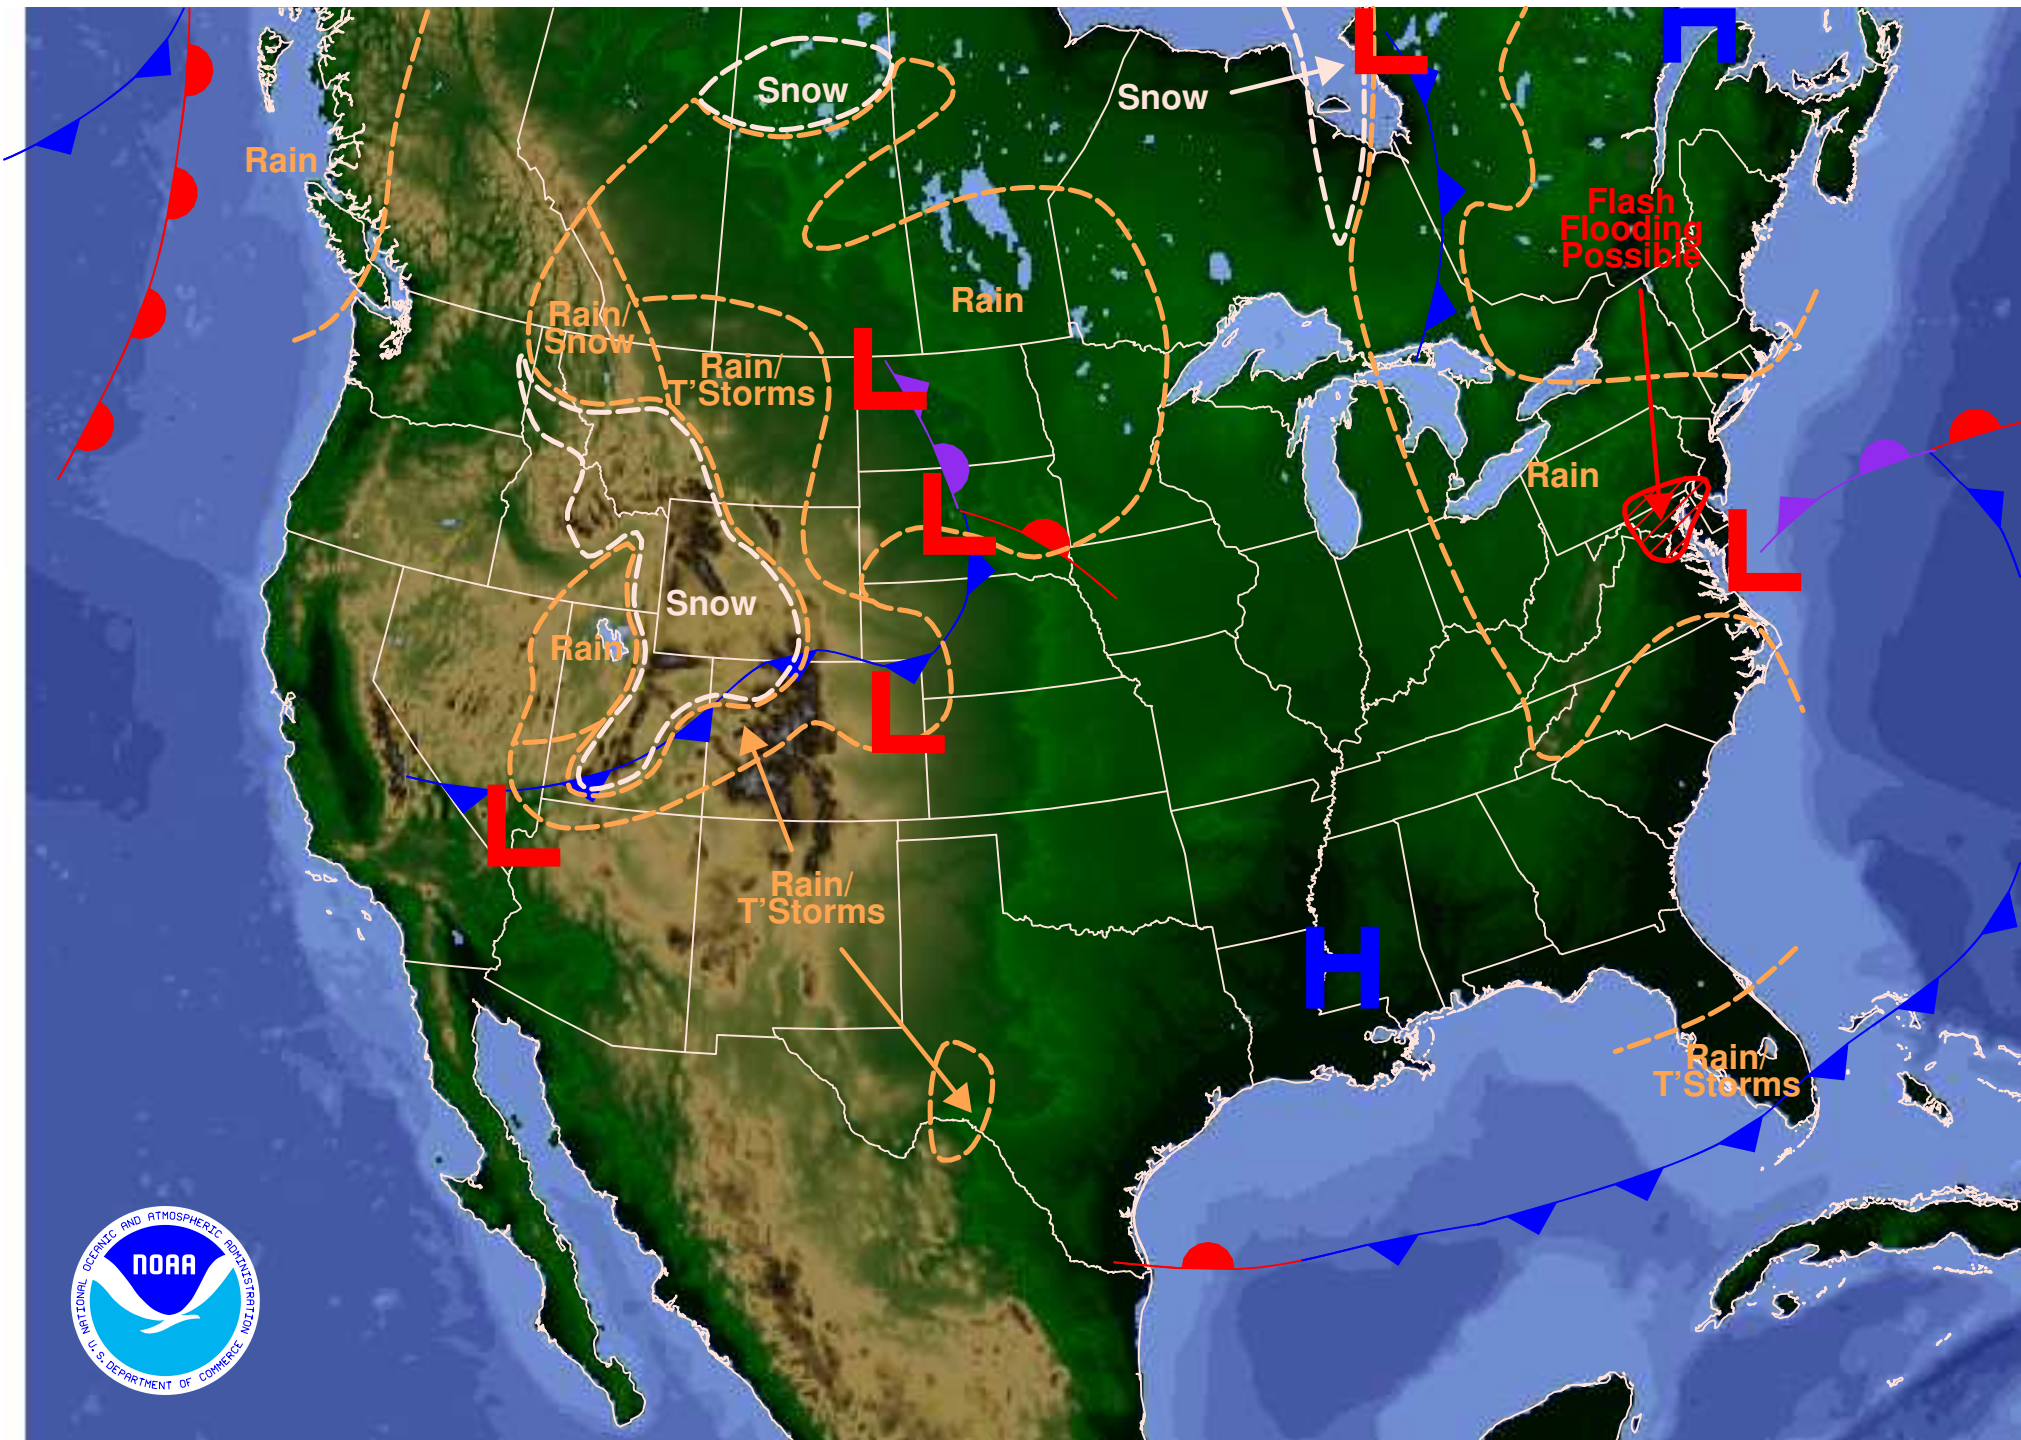 H
L
Snow
Snow
Rain
Flash
Flooding
Possible
Rain
Rain/
Snow
L
Rain/
T'Storms
L
Rain
L
Snow
Rain
L
L
Rain/
T'Storms
H
Rain/
T'Storms
NATIONAL OCEANIC AND ATMOSPHERIC ADMINISTRATION
NOAA
U.S. DEPARTMENT OF COMMERCE